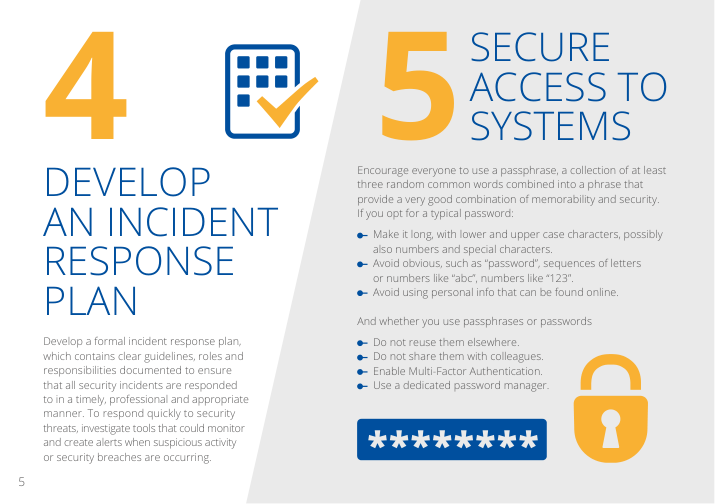 4
DEVELOP
AN INCIDENT
RESPONSE
PLAN
Develop a formal incident response plan,
which contains clear guidelines, roles and
responsibilities documented to ensure
that all security incidents are responded
to in a timely, professional and appropriate
manner. To respond quickly to security
threats, investigate tools that could monitor
and create alerts when suspicious activity
or security breaches are occurring.
5
5
SECURE
ACCESS TO
SYSTEMS
Encourage everyone to use a passphrase, a collection of at least
three random common words combined into a phrase that
provide a very good combination of memorability and security.
If you opt for a typical password:
Make it long, with lower and upper case characters, possibly
also numbers and special characters.
Avoid obvious, such as “password”, sequences of letters
or numbers like “abc”, numbers like “123”.
Avoid using personal info that can be found online.
And whether you use passphrases or passwords
Do not reuse them elsewhere.
Do not share them with colleagues.
Enable Multi-Factor Authentication.
Use a dedicated password manager.
********